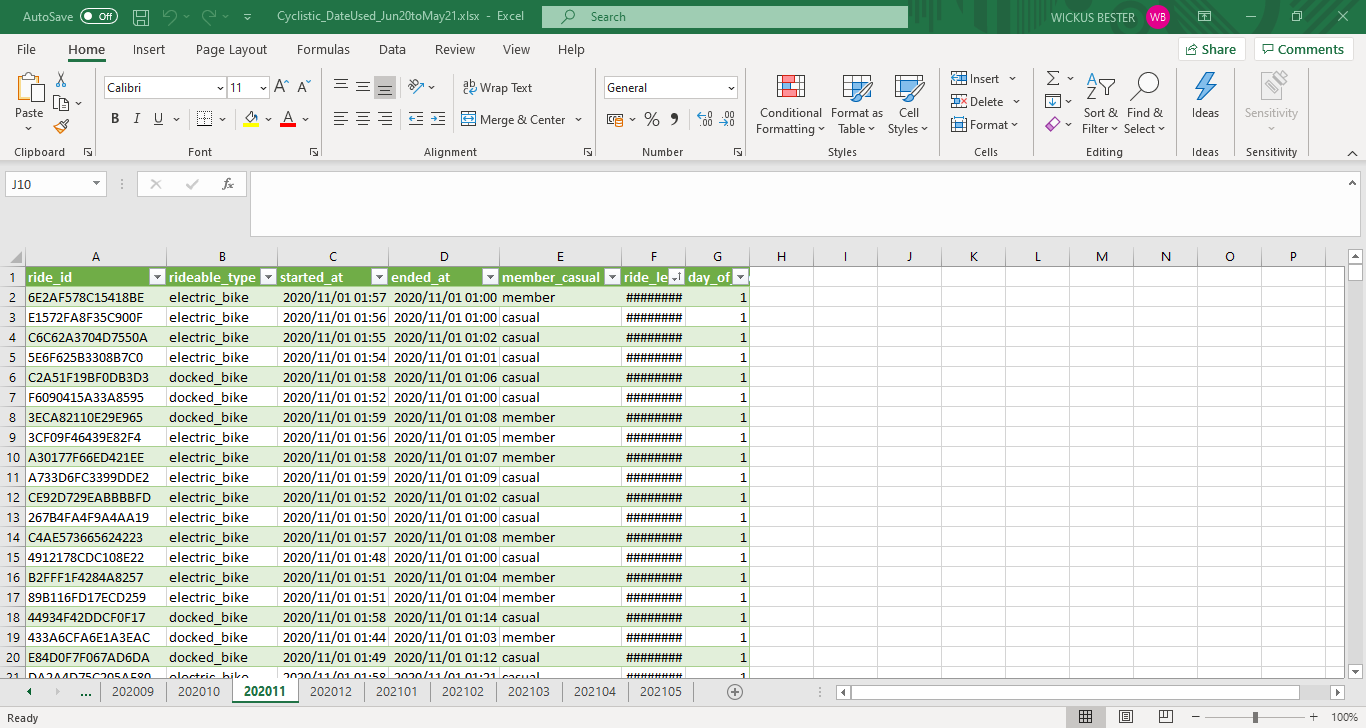 AutoSave Off Cyclistic_DateUsed_Jun20toMay21.xlsx - Excel Search WICKUS BESTER WB
File Home Insert Page Layout Formulas Data Review View Help Share Comments
Calibri 11 ab Wrap Text General Insert
Paste Conditional Format as Cell Delete Sort & Find & Ideas Sensitivity
B I U A Merge & Center % Formatting Table Styles Format Filter Select
Clipboard Font Alignment Number Styles Cells Editing Ideas Sensitivity
J10 fx
A B C D E F G H I J K L M N O P
1 ride_id rideable_type started_at ended_at member_casual ride_le day_of_
2 6E2AF578C15418BE electric_bike 2020/11/01 01:57 2020/11/01 01:00 member ######## 1
3 E1572FA8F35C900F electric_bike 2020/11/01 01:56 2020/11/01 01:00 casual ######## 1
4 C6C62A3704D7550A electric_bike 2020/11/01 01:55 2020/11/01 01:02 casual ######## 1
5 5E6F625B3308B7C0 electric_bike 2020/11/01 01:54 2020/11/01 01:01 casual ######## 1
6 C2A51F19BF0DB3D3 docked_bike 2020/11/01 01:58 2020/11/01 01:06 casual ######## 1
7 F6090415A33A8595 docked_bike 2020/11/01 01:52 2020/11/01 01:00 casual ######## 1
8 3ECA82110E29E965 docked_bike 2020/11/01 01:59 2020/11/01 01:08 member ######## 1
9 3CF09F46439E82F4 electric_bike 2020/11/01 01:56 2020/11/01 01:05 member ######## 1
10 A30177F66ED421EE electric_bike 2020/11/01 01:58 2020/11/01 01:07 member ######## 1
11 A733D6FC3399DDE2 electric_bike 2020/11/01 01:59 2020/11/01 01:09 casual ######## 1
12 CE92D729EABBBBFD electric_bike 2020/11/01 01:52 2020/11/01 01:02 casual ######## 1
13 267B4FA4F9A4AA19 electric_bike 2020/11/01 01:50 2020/11/01 01:00 casual ######## 1
14 C4AE573665624223 electric_bike 2020/11/01 01:57 2020/11/01 01:08 member ######## 1
15 4912178CDC108E22 electric_bike 2020/11/01 01:48 2020/11/01 01:00 casual ######## 1
16 B2FFF1F4284A8257 electric_bike 2020/11/01 01:51 2020/11/01 01:04 member ######## 1
17 89B116FD17ECD259 electric_bike 2020/11/01 01:51 2020/11/01 01:04 member ######## 1
18 44934F42DDCF0F17 docked_bike 2020/11/01 01:58 2020/11/01 01:14 casual ######## 1
19 433A6CFA6E1A3EAC docked_bike 2020/11/01 01:44 2020/11/01 01:03 member ######## 1
20 E84D0F7F067AD6DA docked_bike 2020/11/01 01:49 2020/11/01 01:12 casual ######## 1
21 DA2A4D75C205AF80 electric_bike 2020/11/01 01:58 2020/11/01 01:21 casual ######## 1
... 202009 202010 202011 202012 202101 202102 202103 202104 202105
Ready 100%